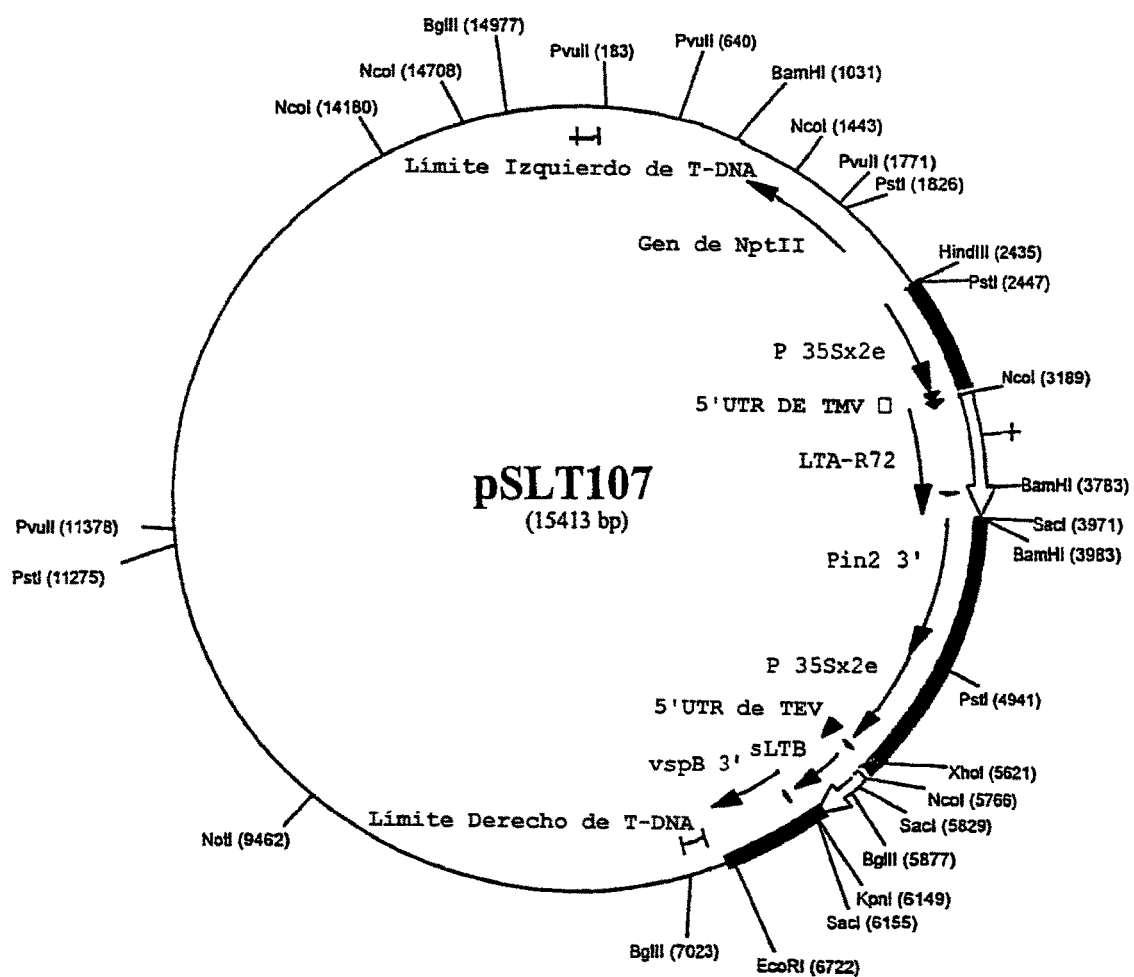 BglII (14977)
PvuII (183)
PvuII (640)
NcoI (14708)
BamHI (1031)
NcoI (14180)
NcoI (1443)
PvuII (1771)
PstI (1826)
Límite Izquierdo de T-DNA
Gen de NptII
HindIII (2435)
PstI (2447)
P 35Sx2e
NcoI (3189)
5'UTR DE TMV □
LTA-R72
pSLT107
(15413 bp)
BamHI (3783)
SacI (3971)
BamHI (3983)
PvuII (11378)
PstI (11275)
Pin2 3'
P 35Sx2e
PstI (4941)
5'UTR de TEV
sLTB
vspB 3'
XhoI (5621)
NcoI (5766)
SacI (5829)
BglII (5877)
Límite Derecho de T-DNA
NotI (9462)
KpnI (6149)
SacI (6155)
BglII (7023)
EcoRI (6722)